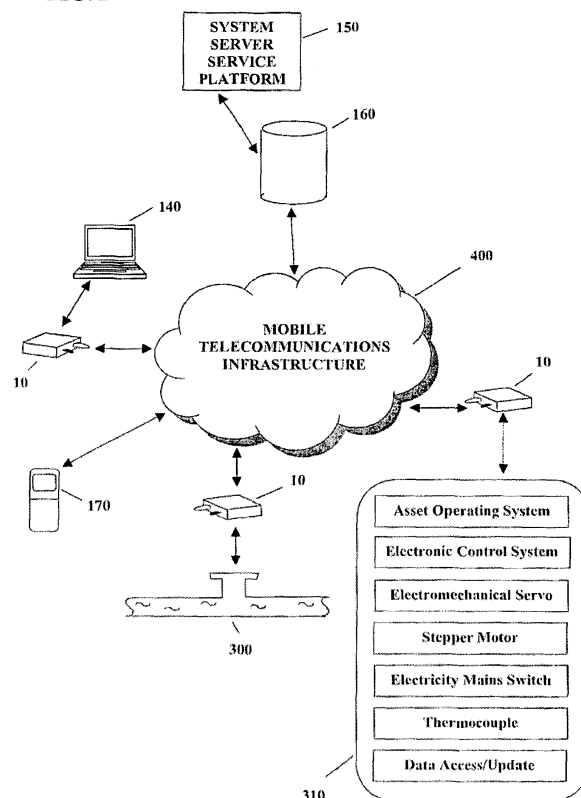 SYSTEM
SERVER
SERVICE
PLATFORM
150
160
140
400
MOBILE
TELECOMMUNICATIONS
INFRASTRUCTURE
10
10
170
10
300
Asset Operating System
Electronic Control System
Electromechanical Servo
Stepper Motor
Electricity Mains Switch
Thermocouple
Data Access/Update
310